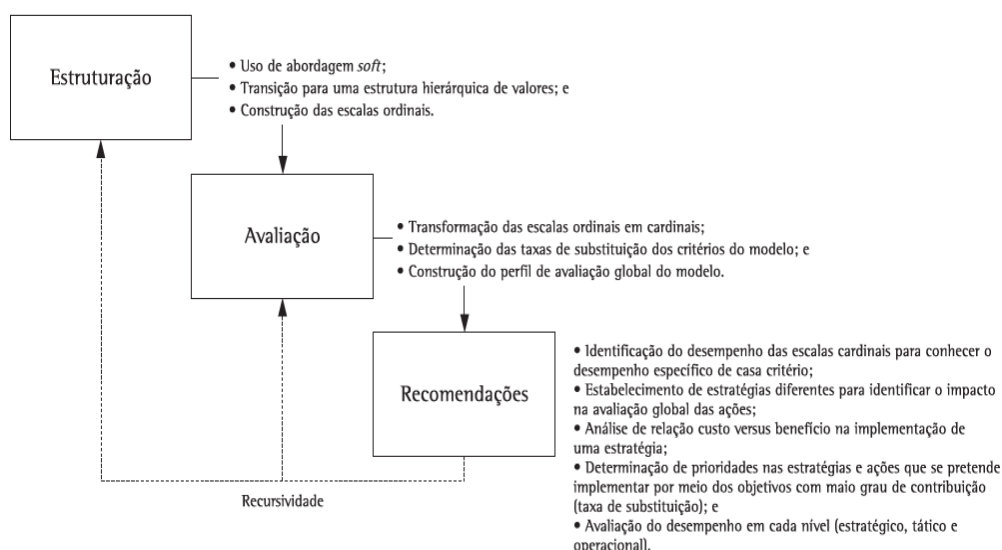 Estruturação
• Uso de abordagem soft;
• Transição para uma estrutura hierárquica de valores; e
• Construção das escalas ordinais.
Avaliação
• Transformação das escalas ordinais em cardinais;
• Determinação das taxas de substituição dos critérios do modelo; e
• Construção do perfil de avaliação global do modelo.
Recomendações
• Identificação do desempenho das escalas cardinais para conhecer o
desempenho específico de casa critério;
• Estabelecimento de estratégias diferentes para identificar o impacto
na avaliação global das ações;
• Análise de relação custo versus benefício na implementação de
uma estratégia;
• Determinação de prioridades nas estratégias e ações que se pretende
implementar por meio dos objetivos com maio grau de contribuição
(taxa de substituição); e
• Avaliação do desempenho em cada nível (estratégico, tático e
operacional).
Recursividade